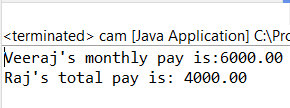 <terminated> cam [Java Application] C:\Pro
Veeraj's monthly pay is:6000.00
Raj's total pay is: 4000.00